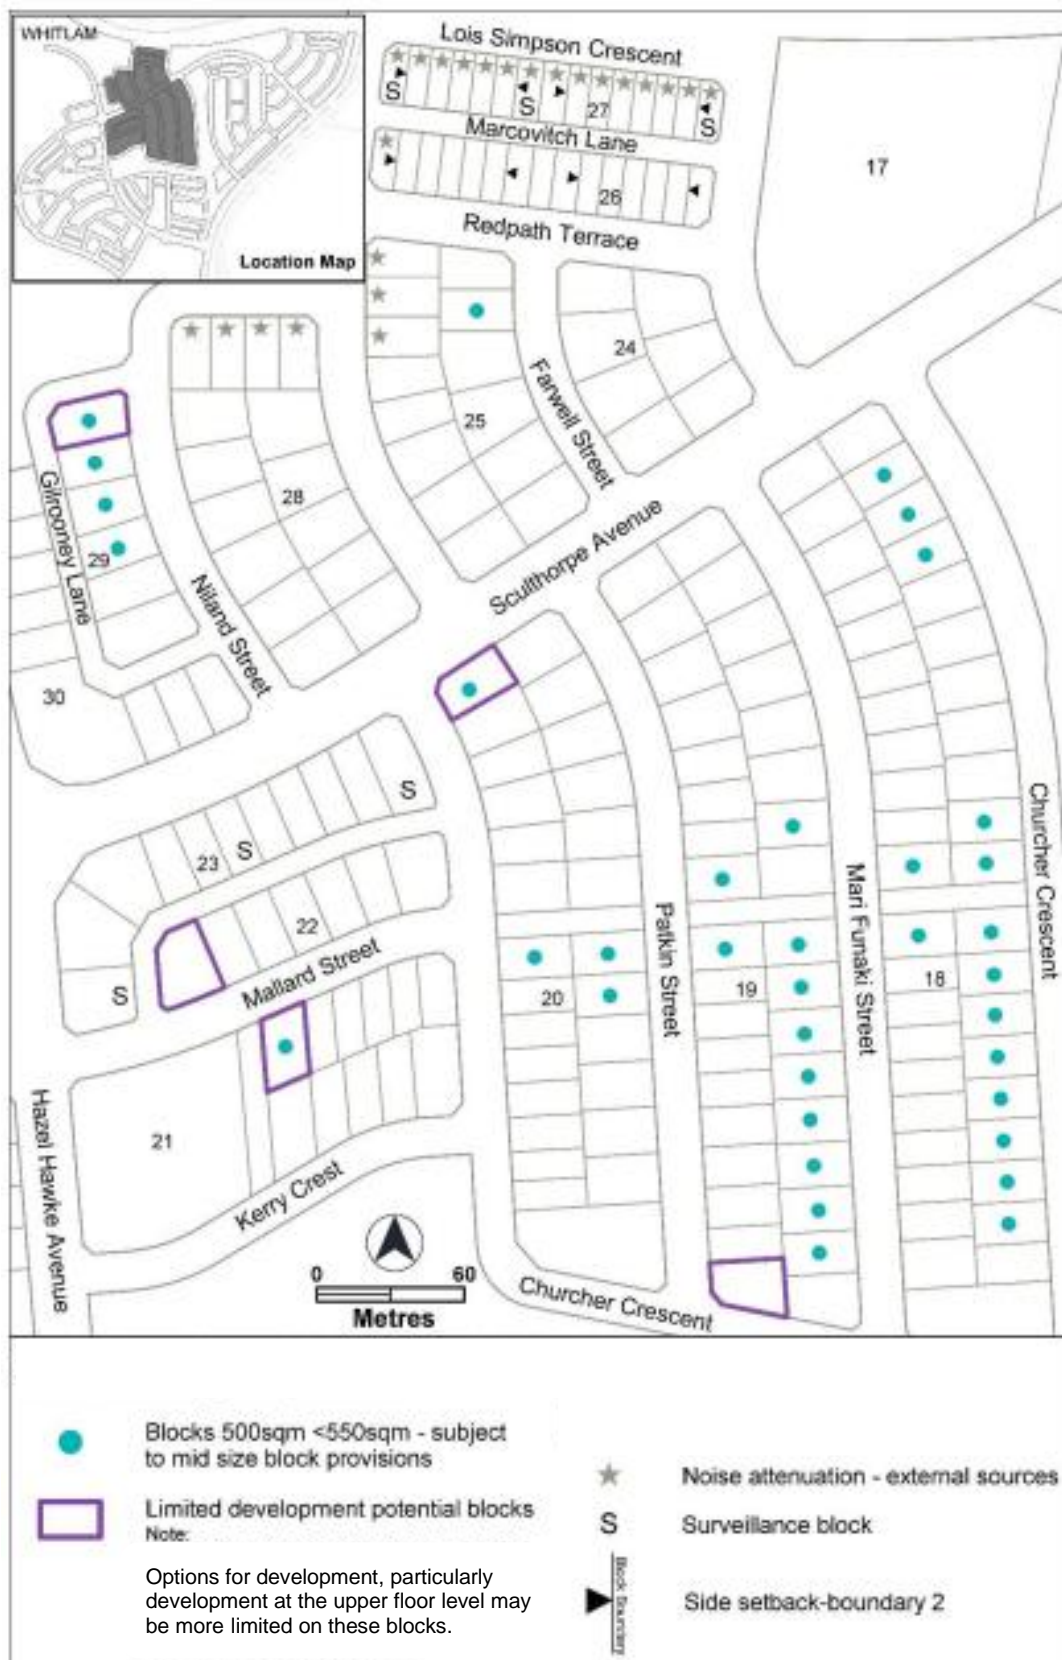 WHITLAM
Location Map
Lois Simpson Crescent
S
S
27
S
Marcovitch Lane
26
17
Redpath Terrace
24
Farwell Street
25
Gilrooney Lane
28
29
Sculthorpe Avenue
Niland Street
30
S
23
S
Churcher Crescent
22
Mari Fumaki Street
Patkin Street
Mallard Street
S
20
19
18
Hazel Hawke Avenue
21
Kerry Crest
0 60
Metres
Churcher Crescent
Blocks 500sqm <550sqm - subject
to mid size block provisions
Limited development potential blocks
Note:
Options for development, particularly
development at the upper floor level may
be more limited on these blocks.
Noise attenuation - external sources
S Surveillance block
Block Boundary
Side setback-boundary 2